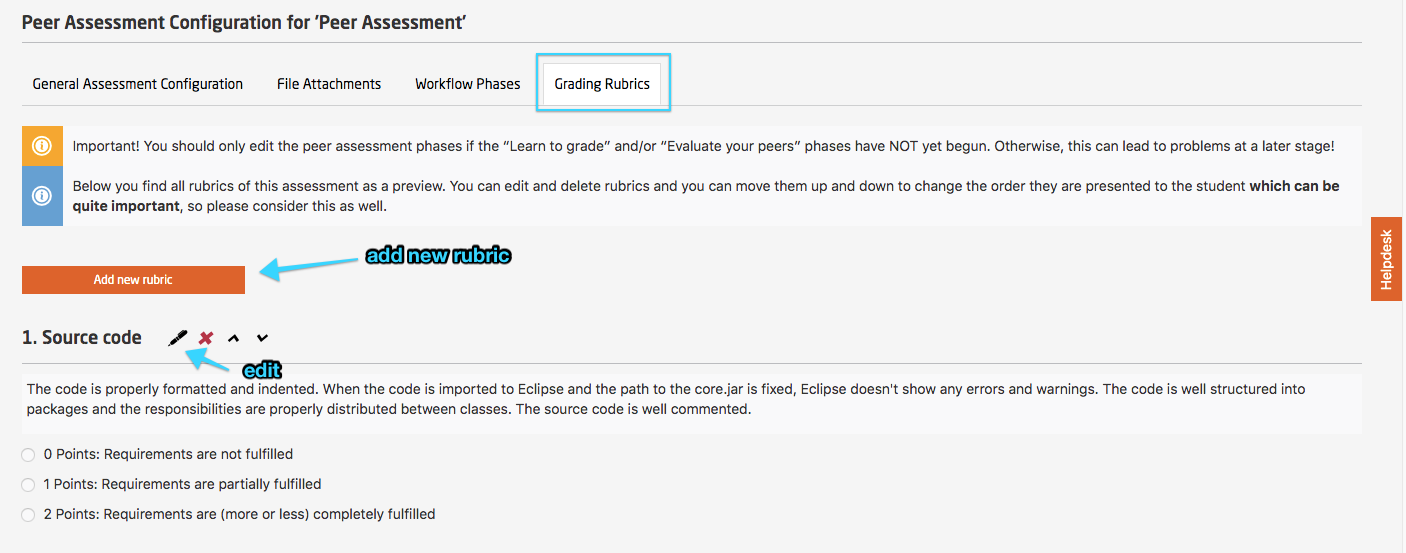 Peer Assessment Configuration for 'Peer Assessment'
General Assessment Configuration File Attachments Workflow Phases Grading Rubrics
Important! You should only edit the peer assessment phases if the "Learn to grade" and/or "Evaluate your peers" phases have NOT yet begun. Otherwise, this can lead to problems at a later stage!
Below you find all rubrics of this assessment as a preview. You can edit and delete rubrics and you can move them up and down to change the order they are presented to the student which can be
quite important, so please consider this as well.
Helpdesk
add new rubric
Add new rubric
1. Source code
edit
The code is properly formatted and indented. When the code is imported to Eclipse and the path to the core.jar is fixed, Eclipse doesn't show any errors and warnings. The code is well structured into
packages and the responsibilities are properly distributed between classes. The source code is well commented.
0 Points: Requirements are not fulfilled
1 Points: Requirements are partially fulfilled
2 Points: Requirements are (more or less) completely fulfilled